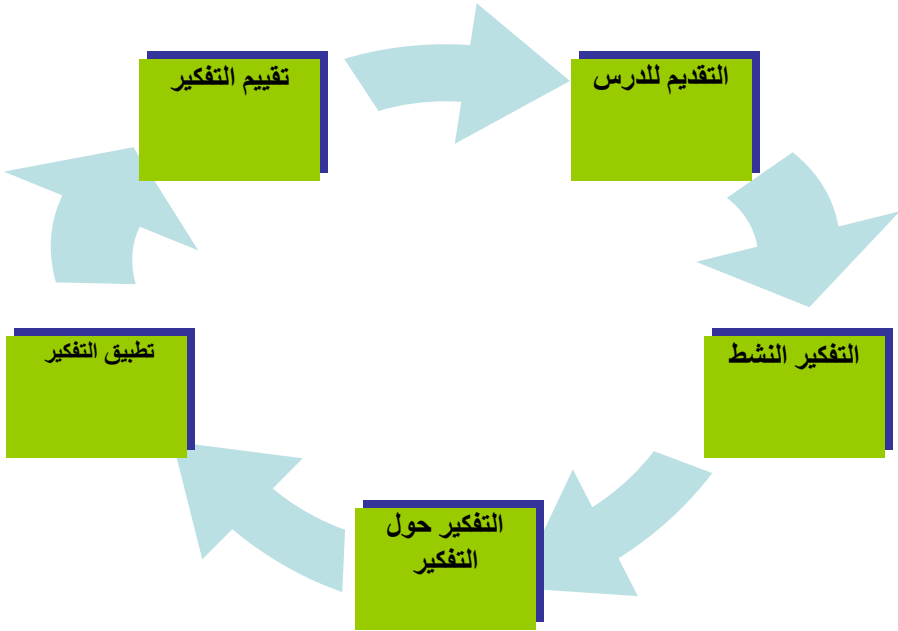 التقديم للدرس
التفكير النشط
التفكير حول
التفكير
تطبيق التفكير
تقييم التفكير